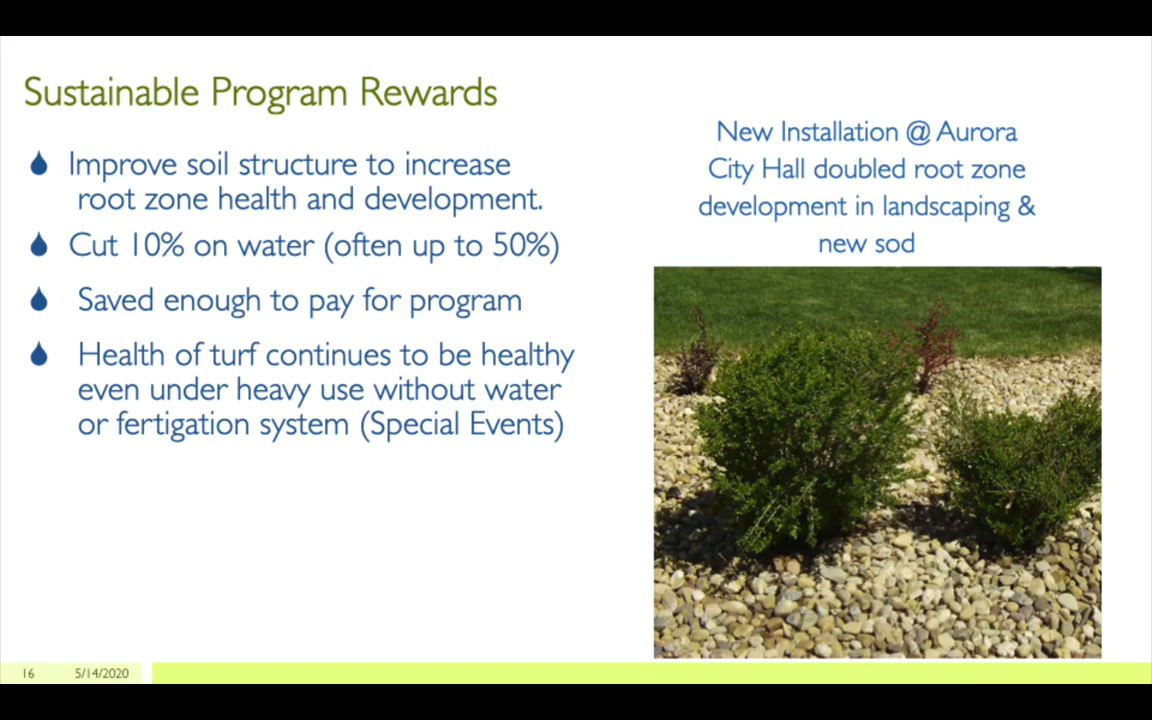 Sustainable Program Rewards
Improve soil structure to increase
root zone health and development.
Cut 10% on water (often up to 50%)
Saved enough to pay for program
Health of turf continues to be healthy
even under heavy use without water
or fertigation system (Special Events)
New Installation @ Aurora
City Hall doubled root zone
development in landscaping &
new sod
16
5/14/2020